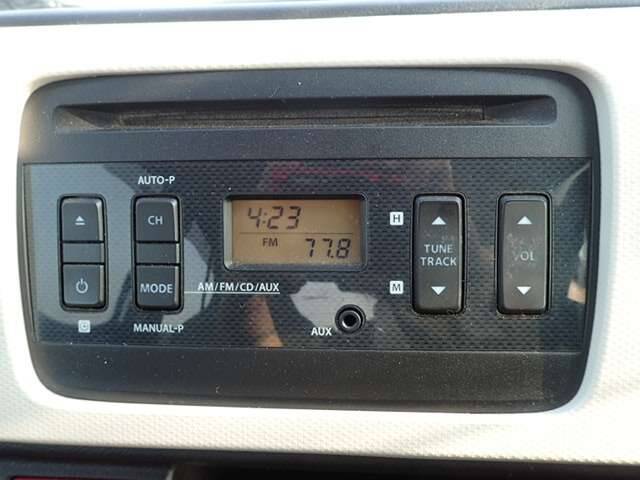 AUTO-P
CH
MODE
MANUAL-P
AM/FM/CD/AUX
4:23
FM 77.8
AUX
H
M
TUNE
TRACK
VOL